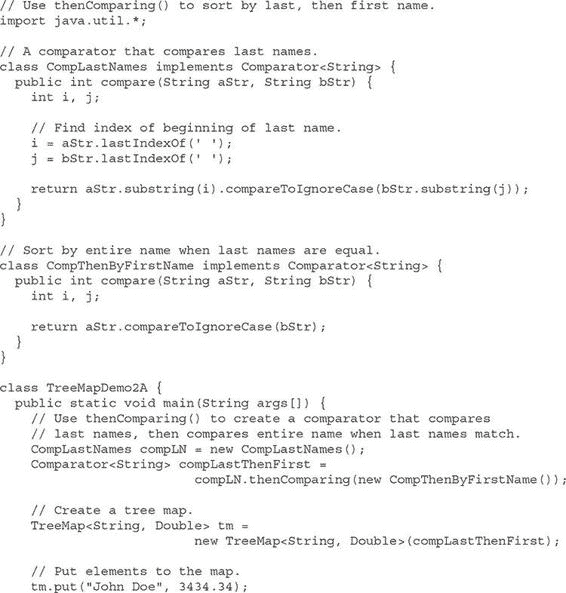 // Use thenComparing() to sort by last, then first name.
import java.util.*;

// A comparator that compares last names.
class CompLastNames implements Comparator<String> {
  public int compare(String aStr, String bStr) {
    int i, j;

    // Find index of beginning of last name.
    i = aStr.lastIndexOf(' ');
    j = bStr.lastIndexOf(' ');

    return aStr.substring(i).compareToIgnoreCase(bStr.substring(j));
  }
}

// Sort by entire name when last names are equal.
class CompThenByFirstName implements Comparator<String> {
  public int compare(String aStr, String bStr) {
    int i, j;

    return aStr.compareToIgnoreCase(bStr);
  }
}

class TreeMapDemo2A {
  public static void main(String args[]) {
    // Use thenComparing() to create a comparator that compares
    // last names, then compares entire name when last names match.
    CompLastNames compLN = new CompLastNames();
    Comparator<String> compLastThenFirst =
                         compLN.thenComparing(new CompThenByFirstName());

    // Create a tree map.
    TreeMap<String, Double> tm =
                         new TreeMap<String, Double>(compLastThenFirst);

    // Put elements to the map.
    tm.put("John Doe", 3434.34);